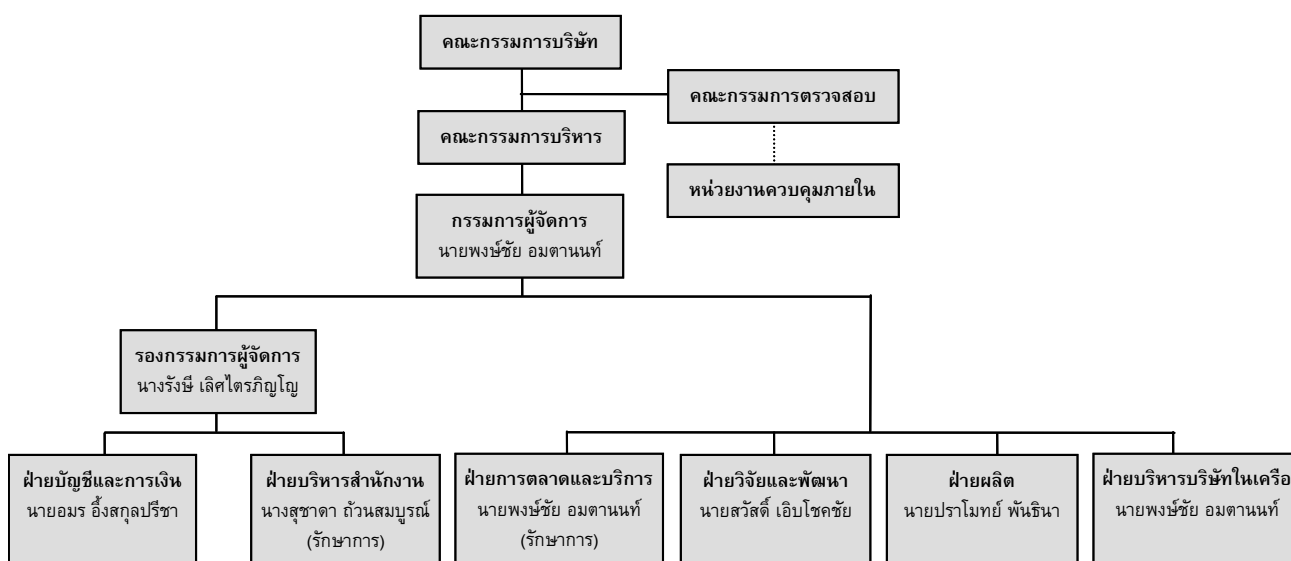 คณะกรรมการบริษัท
คณะกรรมการตรวจสอบ
คณะกรรมการบริหาร
หน่วยงานควบคุมภายใน
กรรมการผู้จัดการ
นายพงษ์ชัย อมตานนท์
รองกรรมการผู้จัดการ
นางรังษี เลิศไตรภิญโญ
ฝ่ายบัญชีและการเงิน
นายอมร อึ้งสกุลปรีชา
ฝ่ายบริหารสำนักงาน
นางสุชาดา ถ้วนสมบูรณ์
(รักษาการ)
ฝ่ายการตลาดและบริการ
นายพงษ์ชัย อมตานนท์
(รักษาการ)
ฝ่ายวิจัยและพัฒนา
นายสวัสดิ์ เอิบโชคชัย
ฝ่ายผลิต
นายปราโมทย์ พันธินา
ฝ่ายบริหารบริษัทในเครือ
นายพงษ์ชัย อมตานนท์